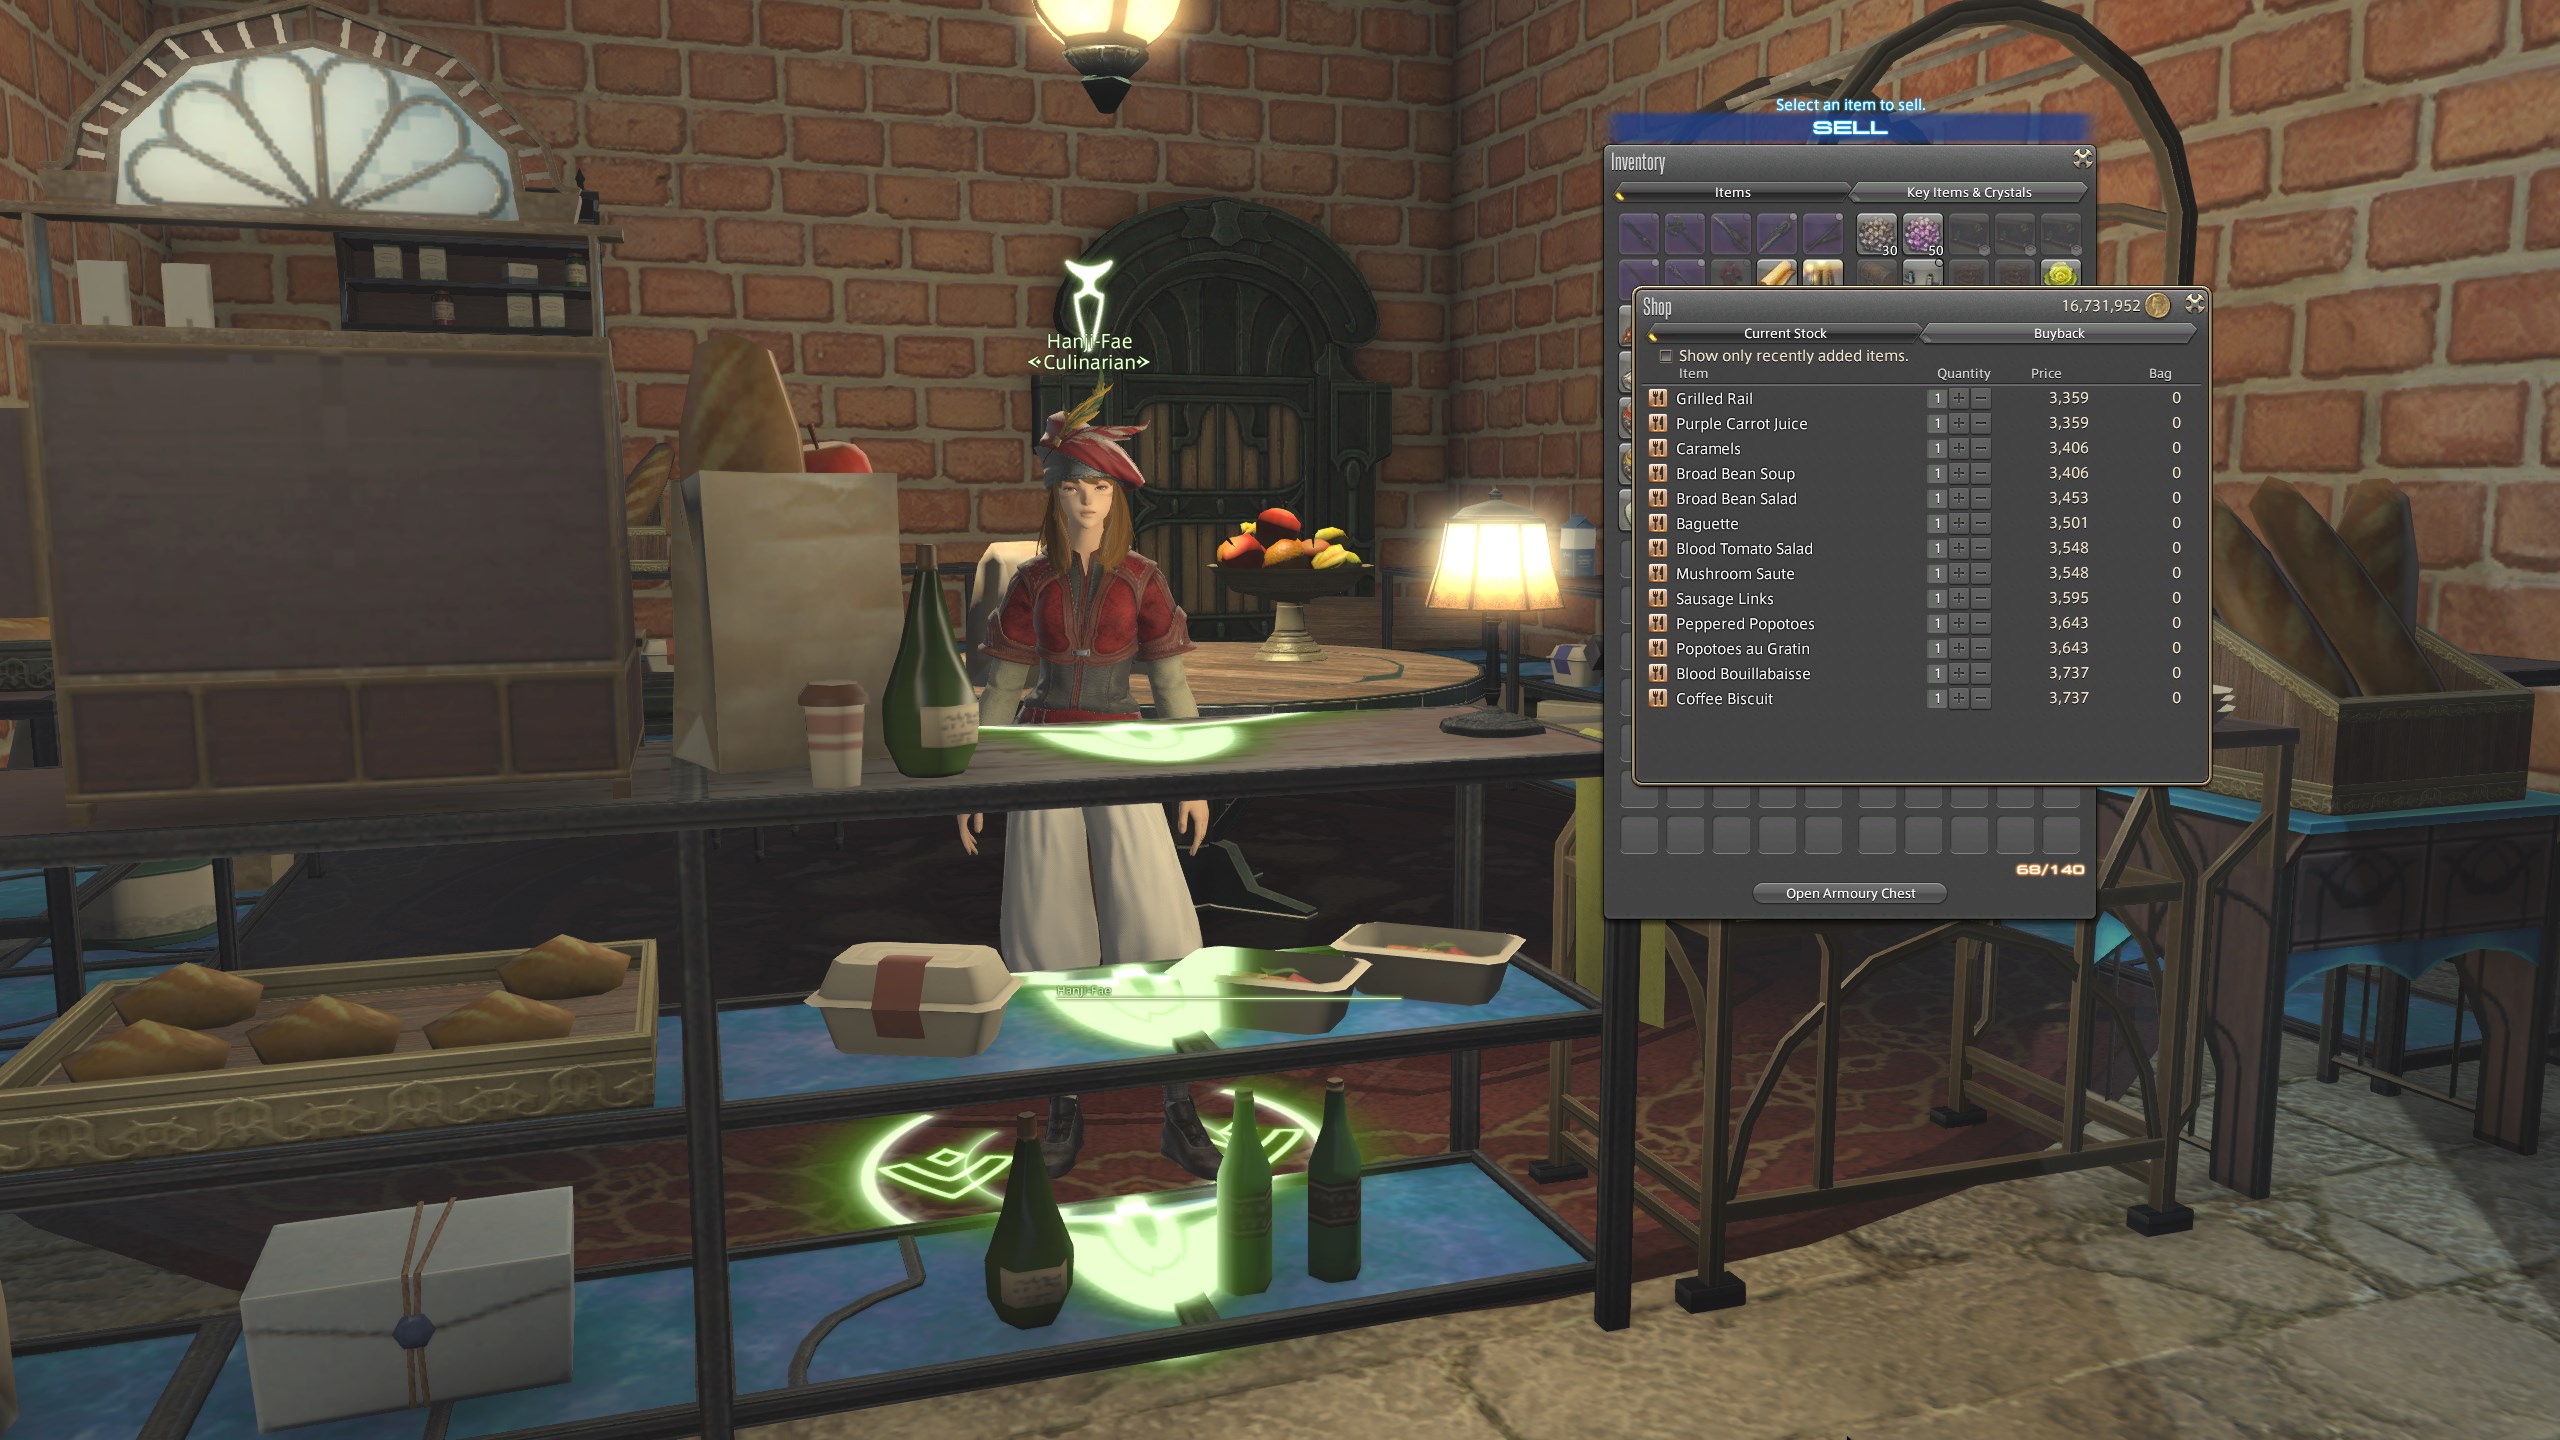 Select an item to sell.
SELL
Inventory
Items
Key Items & Crystals
30
50
Shop
16,731,952
Current Stock
Buyback
Show only recently added items.
Item Quantity Price Bag
Grilled Rail 1 + - 3,359 0
Purple Carrot Juice 1 + - 3,359 0
Caramels 1 + - 3,406 0
Broad Bean Soup 1 + - 3,406 0
Broad Bean Salad 1 + - 3,453 0
Baguette 1 + - 3,501 0
Blood Tomato Salad 1 + - 3,548 0
Mushroom Saute 1 + - 3,548 0
Sausage Links 1 + - 3,595 0
Peppered Popotoes 1 + - 3,643 0
Popotoes au Gratin 1 + - 3,643 0
Blood Bouillabaisse 1 + - 3,737 0
Coffee Biscuit 1 + - 3,737 0
68/140
Open Armoury Chest
Hanji-Fae
<Culinarian>
Hanji-Fae